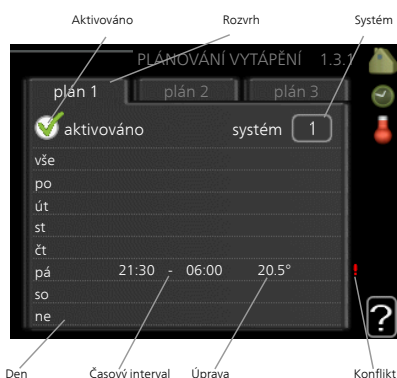 Aktivováno Rozvrh Systém
PLÁNOVÁNÍ VYTÁPĚNÍ 1.3.1
plán 1 plán 2 plán 3
aktivováno systém 1
vše
po
út
st
čt
pá 21:30 - 06:00 20.5° !
so
ne
?
Den Časový interval Úprava Konflikt